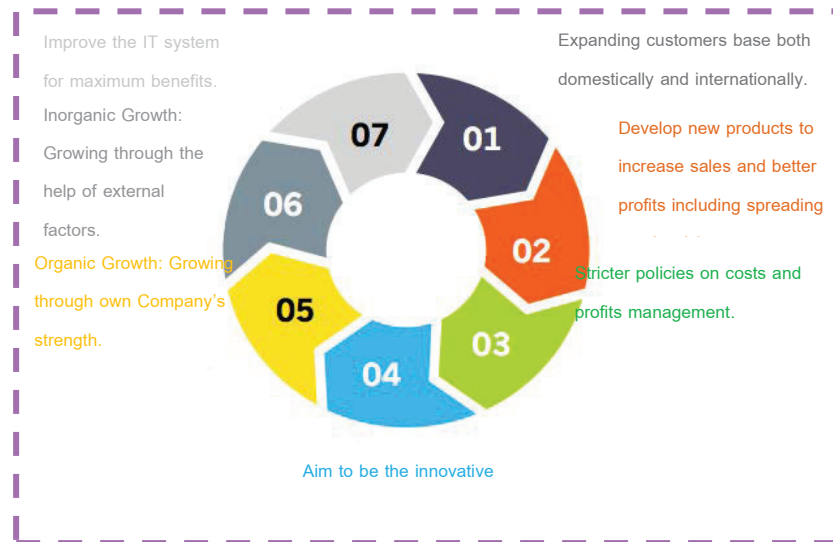 Improve the IT system
for maximum benefits.
Inorganic Growth:
Growing through the
help of external
factors.
Organic Growth: Growing
through own Company's
strength.
Expanding customers base both
domestically and internationally.
Develop new products to
increase sales and better
profits including spreading
Stricter policies on costs and
profits management.
Aim to be the innovative
07
01
06
02
05
03
04